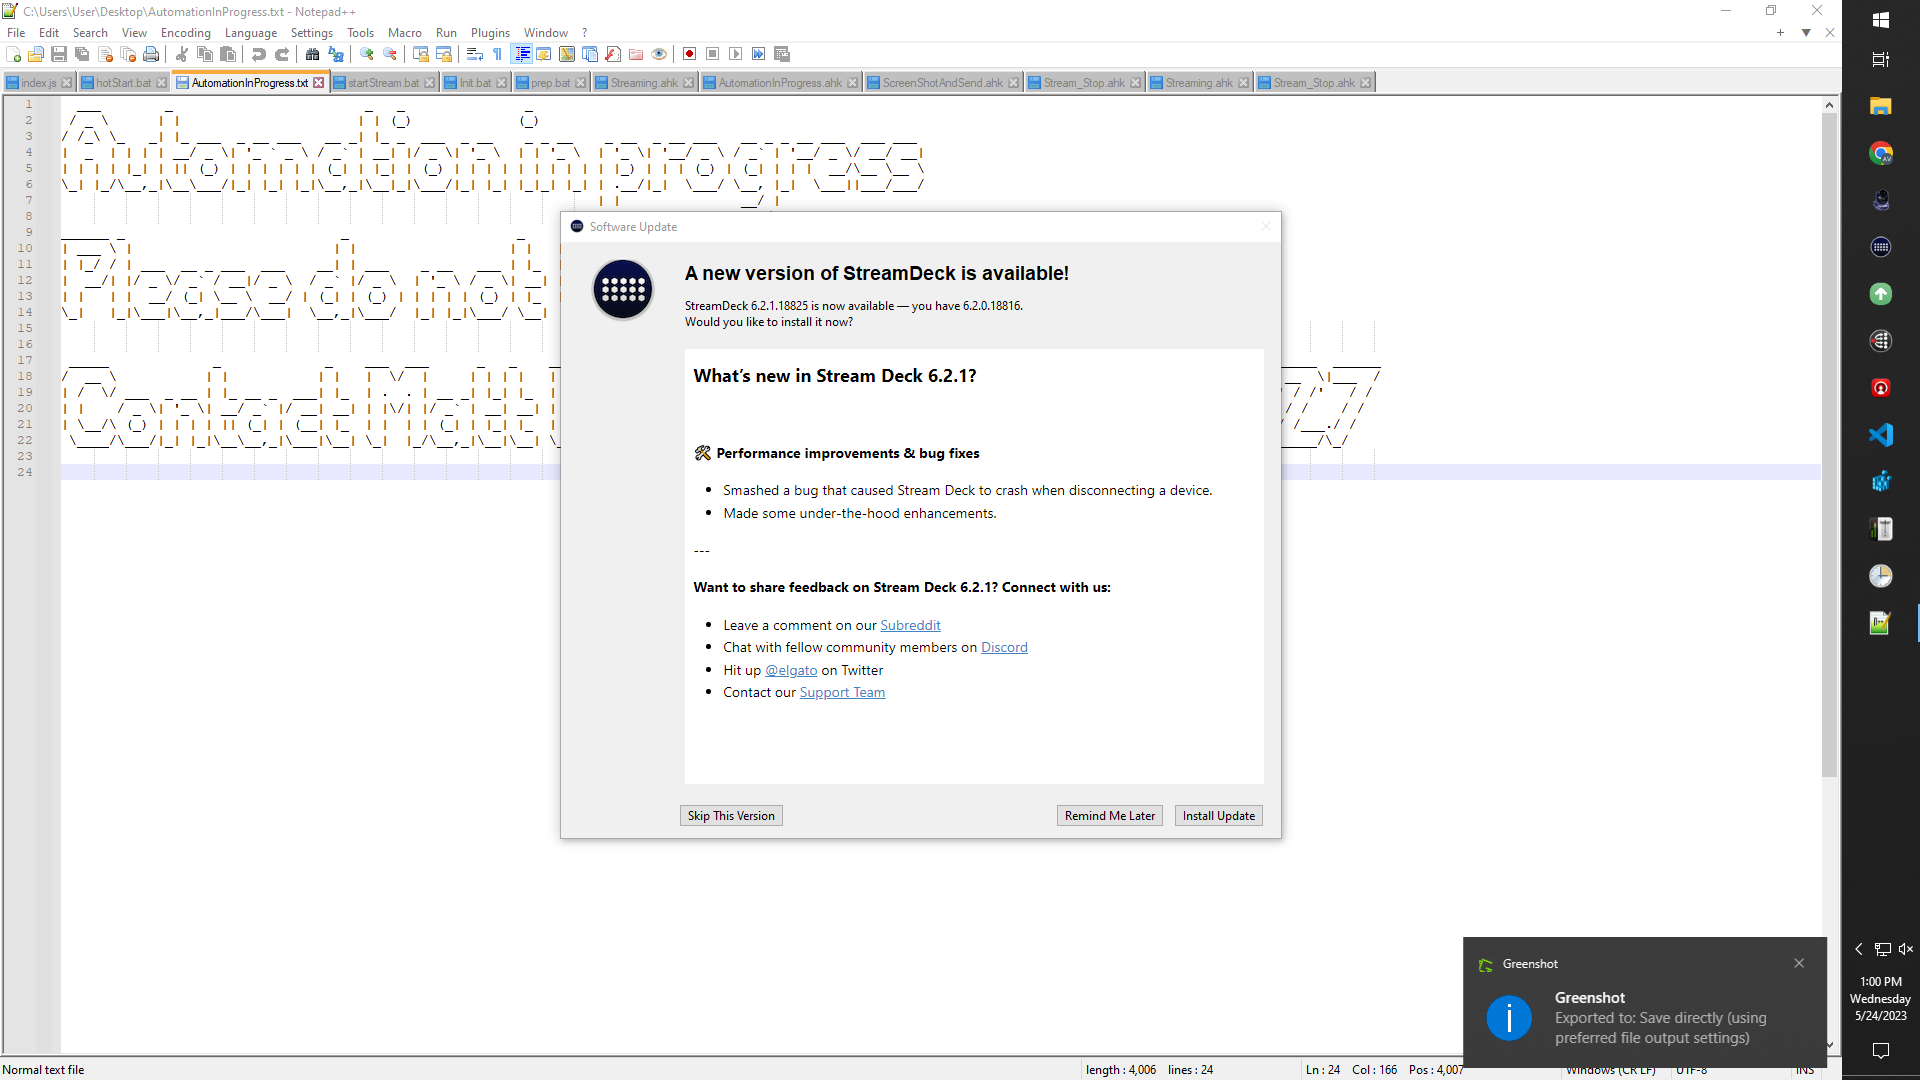 C:\Users\User\Desktop\AutomationInProgress.txt - Notepad++
File Edit Search View Encoding Language Settings Tools Macro Run Plugins Window ?
index.js hotStart.bat AutomationInProgress.txt startStream.bat Init.bat prep.bat Streaming.ahk AutomationInProgress.ahk ScreenShotAndSend.ahk Stream_Stop.ahk Streaming.ahk Stream_Stop.ahk
1
2
3
4
5
6
7
8
9
10
11
12
13
14
15
16
17
18
19
20
21
22
23
24
Automation in progress
Please do not
Contact Matt
27
Software Update
A new version of StreamDeck is available!
StreamDeck 6.2.1.18825 is now available — you have 6.2.0.18816.
Would you like to install it now?
What's new in Stream Deck 6.2.1?
🛠 Performance improvements & bug fixes
• Smashed a bug that caused Stream Deck to crash when disconnecting a device.
• Made some under-the-hood enhancements.
---
Want to share feedback on Stream Deck 6.2.1? Connect with us:
• Leave a comment on our Subreddit
• Chat with fellow community members on Discord
• Hit up @elgato on Twitter
• Contact our Support Team
Skip This Version Remind Me Later Install Update
Greenshot
Greenshot
Exported to: Save directly (using
preferred file output settings)
1:00 PM
Wednesday
5/24/2023
Normal text file length : 4,006 lines : 24 Ln : 24 Col : 166 Pos : 4,007 Windows (CR LF) UTF-8 INS